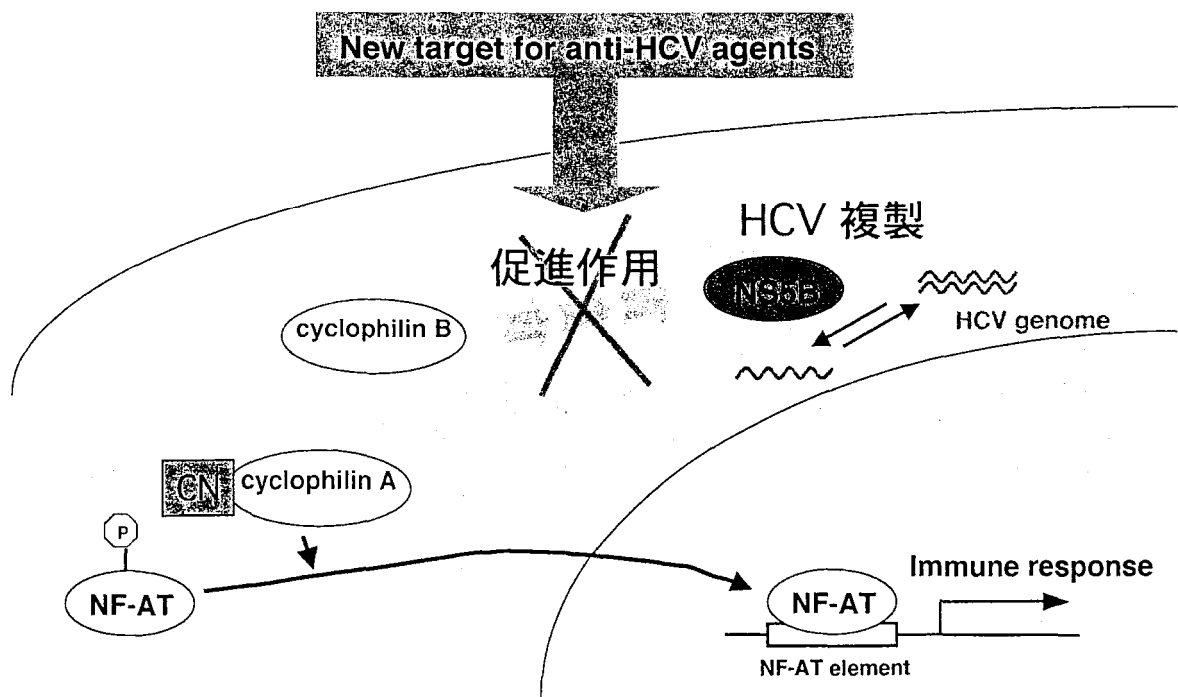 New target for anti-HCV agents
HCV 複製
促進作用
NS5B
cyclophilin B
HCV genome
CN
cyclophilin A
P
NF-AT
Immune response
NF-AT
NF-AT element